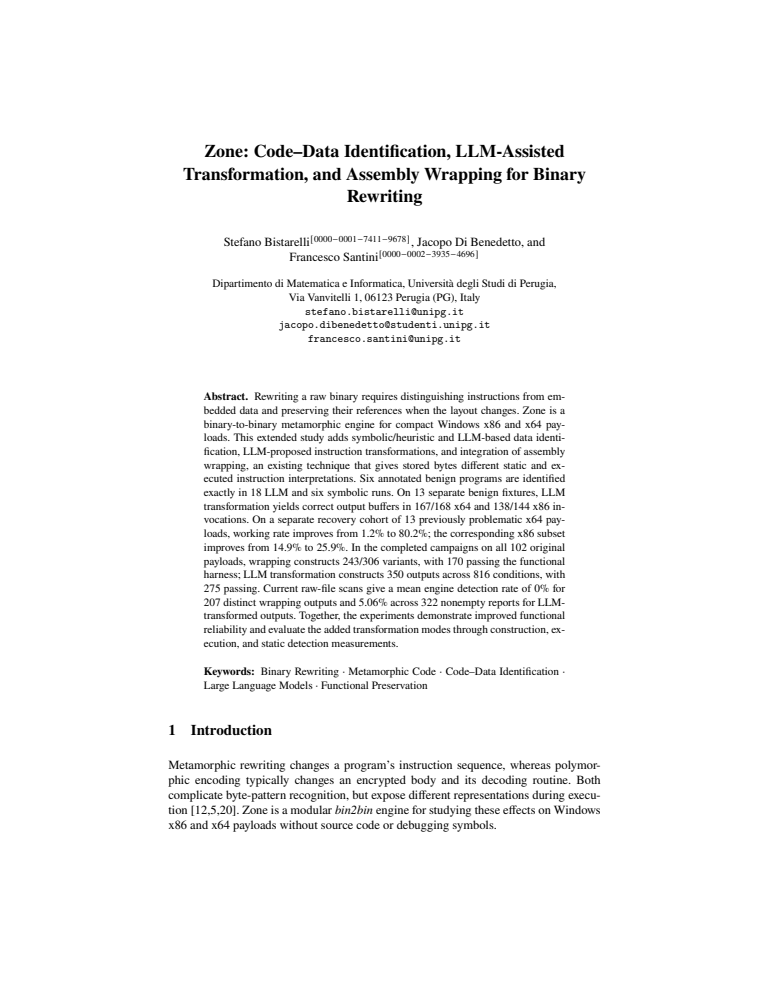 Zone: Code–Data Identification, LLM-Assisted
Transformation, and Assembly Wrapping for Binary
Rewriting
Stefano Bistarelli[0000−0001−7411−9678], Jacopo Di Benedetto, and
Francesco Santini[0000−0002−3935−4696]
Dipartimento di Matematica e Informatica, Università degli Studi di Perugia,
Via Vanvitelli 1, 06123 Perugia (PG), Italy
stefano.bistarelli@unipg.it
jacopo.dibenedetto@studenti.unipg.it
francesco.santini@unipg.it
Abstract. Rewriting a raw binary requires distinguishing instructions from em-
bedded data and preserving their references when the layout changes. Zone is a
binary-to-binary metamorphic engine for compact Windows x86 and x64 pay-
loads. This extended study adds symbolic/heuristic and LLM-based data identi-
fication, LLM-proposed instruction transformations, and integration of assembly
wrapping, an existing technique that gives stored bytes different static and ex-
ecuted instruction interpretations. Six annotated benign programs are identified
exactly in 18 LLM and six symbolic runs. On 13 separate benign fixtures, LLM
transformation yields correct output buffers in 167/168 x64 and 138/144 x86 in-
vocations. On a separate recovery cohort of 13 previously problematic x64 pay-
loads, working rate improves from 1.2% to 80.2%; the corresponding x86 subset
improves from 14.9% to 25.9%. In the completed campaigns on all 102 original
payloads, wrapping constructs 243/306 variants, with 170 passing the functional
harness; LLM transformation constructs 350 outputs across 816 conditions, with
275 passing. Current raw-file scans give a mean engine detection rate of 0% for
207 distinct wrapping outputs and 5.06% across 322 nonempty reports for LLM-
transformed outputs. Together, the experiments demonstrate improved functional
reliability and evaluate the added transformation modes through construction, ex-
ecution, and static detection measurements.
Keywords: Binary Rewriting · Metamorphic Code · Code–Data Identification ·
Large Language Models · Functional Preservation
1 Introduction
Metamorphic rewriting changes a program's instruction sequence, whereas polymor-
phic encoding typically changes an encrypted body and its decoding routine. Both
complicate byte-pattern recognition, but expose different representations during execu-
tion [12,5,20]. Zone is a modular bin2bin engine for studying these effects on Windows
x86 and x64 payloads without source code or debugging symbols.